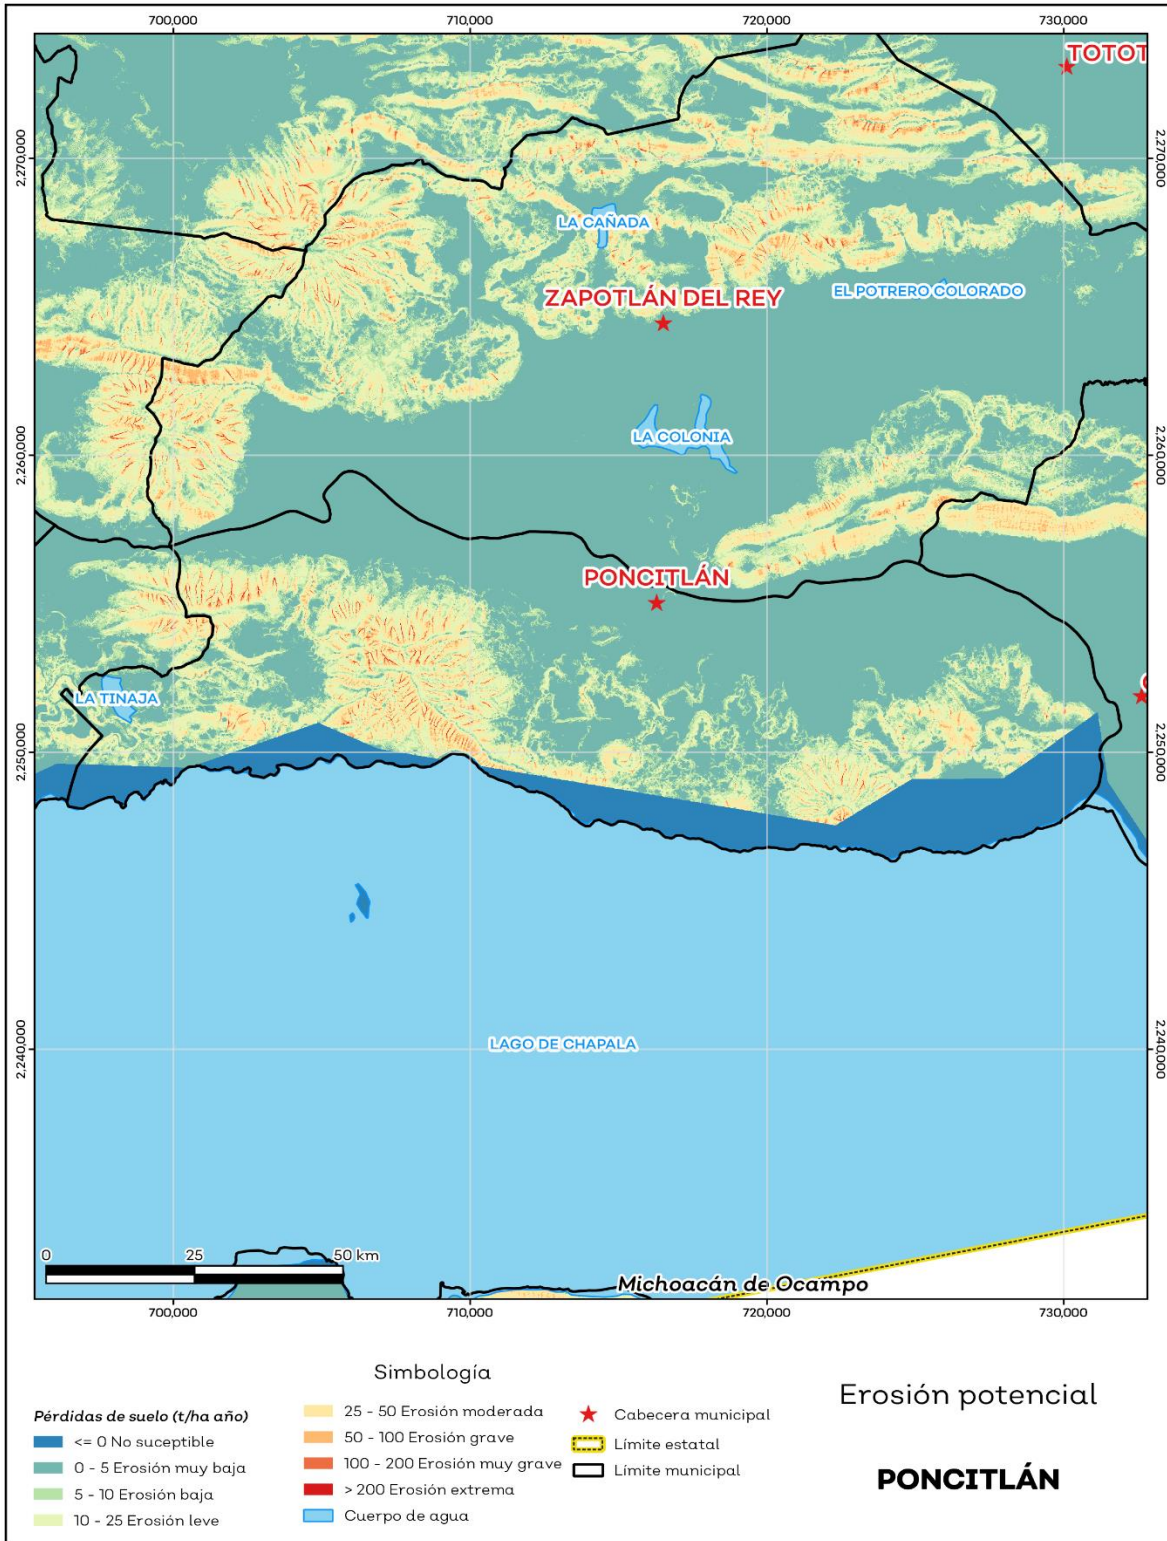 700,000
710,000
720,000
730,000
TOTOT
2,270,000
2,270,000
LA CAÑADA
ZAPOTLÁN DEL REY
EL POTRERO COLORADO
2,260,000
LA COLONIA
2,260,000
PONCITLÁN
LA TINAJA
2,250,000
2,250,000
2,240,000
LAGO DE CHAPALA
2,240,000
0
25
50 km
Michoacán de Ocampo
700,000
710,000
720,000
730,000
Simbología
Pérdidas de suelo (t/ha año)
<= 0 No suceptible
0 - 5 Erosión muy baja
5 - 10 Erosión baja
10 - 25 Erosión leve
25 - 50 Erosión moderada
50 - 100 Erosión grave
100 - 200 Erosión muy grave
> 200 Erosión extrema
Cuerpo de agua
Cabecera municipal
Límite estatal
Límite municipal
Erosión potencial
PONCITLÁN